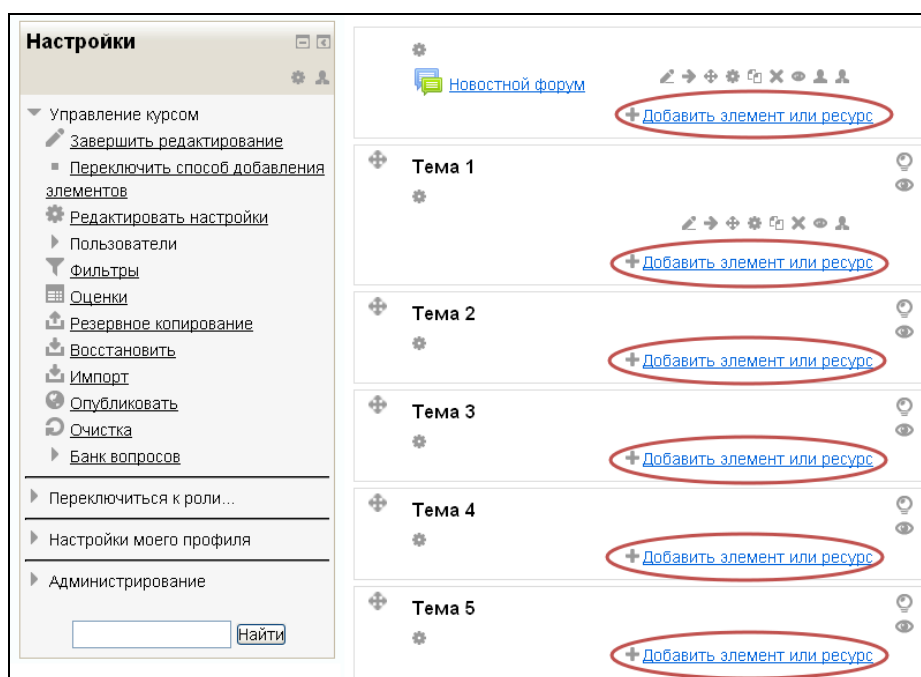 Настройки
Управление курсом
Завершить редактирование
Переключить способ добавления
элементов
Редактировать настройки
Пользователи
Фильтры
Оценки
Резервное копирование
Восстановить
Импорт
Опубликовать
Очистка
Банк вопросов
Переключиться к роли...
Настройки моего профиля
Администрирование
Найти
Новостной форум
Добавить элемент или ресурс
Тема 1
Добавить элемент или ресурс
Тема 2
Добавить элемент или ресурс
Тема 3
Добавить элемент или ресурс
Тема 4
Добавить элемент или ресурс
Тема 5
Добавить элемент или ресурс